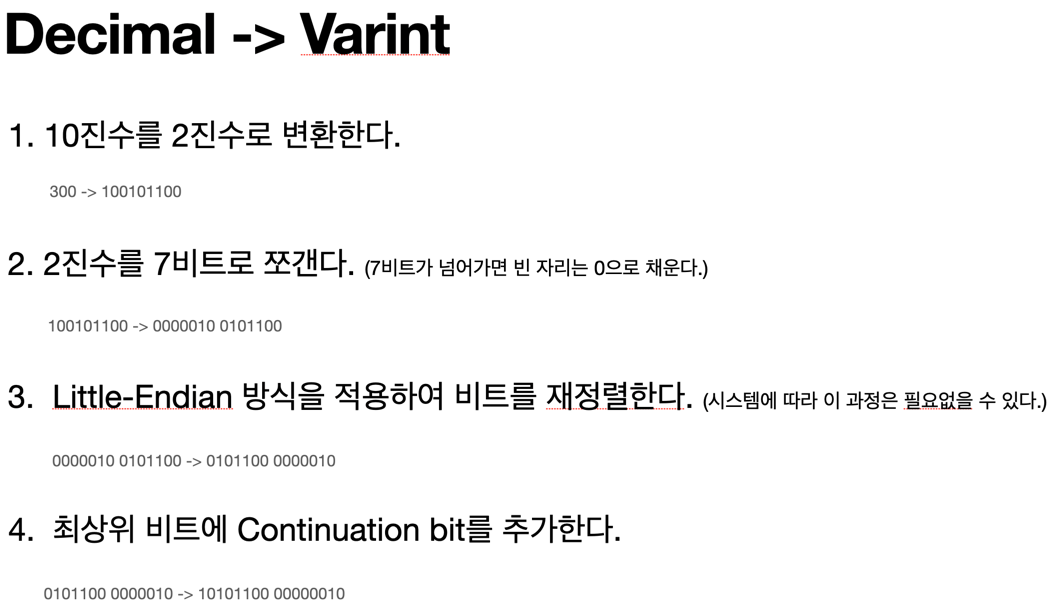 Decimal -> Varint
1. 10진수를 2진수로 변환한다.
300 -> 100101100
2. 2진수를 7비트로 쪼갠다. (7비트가 넘어가면 빈 자리는 0으로 채운다.)
100101100 -> 0000010 0101100
3. Little-Endian 방식을 적용하여 비트를 재정렬한다. (시스템에 따라 이 과정은 필요없을 수 있다.)
0000010 0101100 -> 0101100 0000010
4. 최상위 비트에 Continuation bit를 추가한다.
0101100 0000010 -> 10101100 00000010